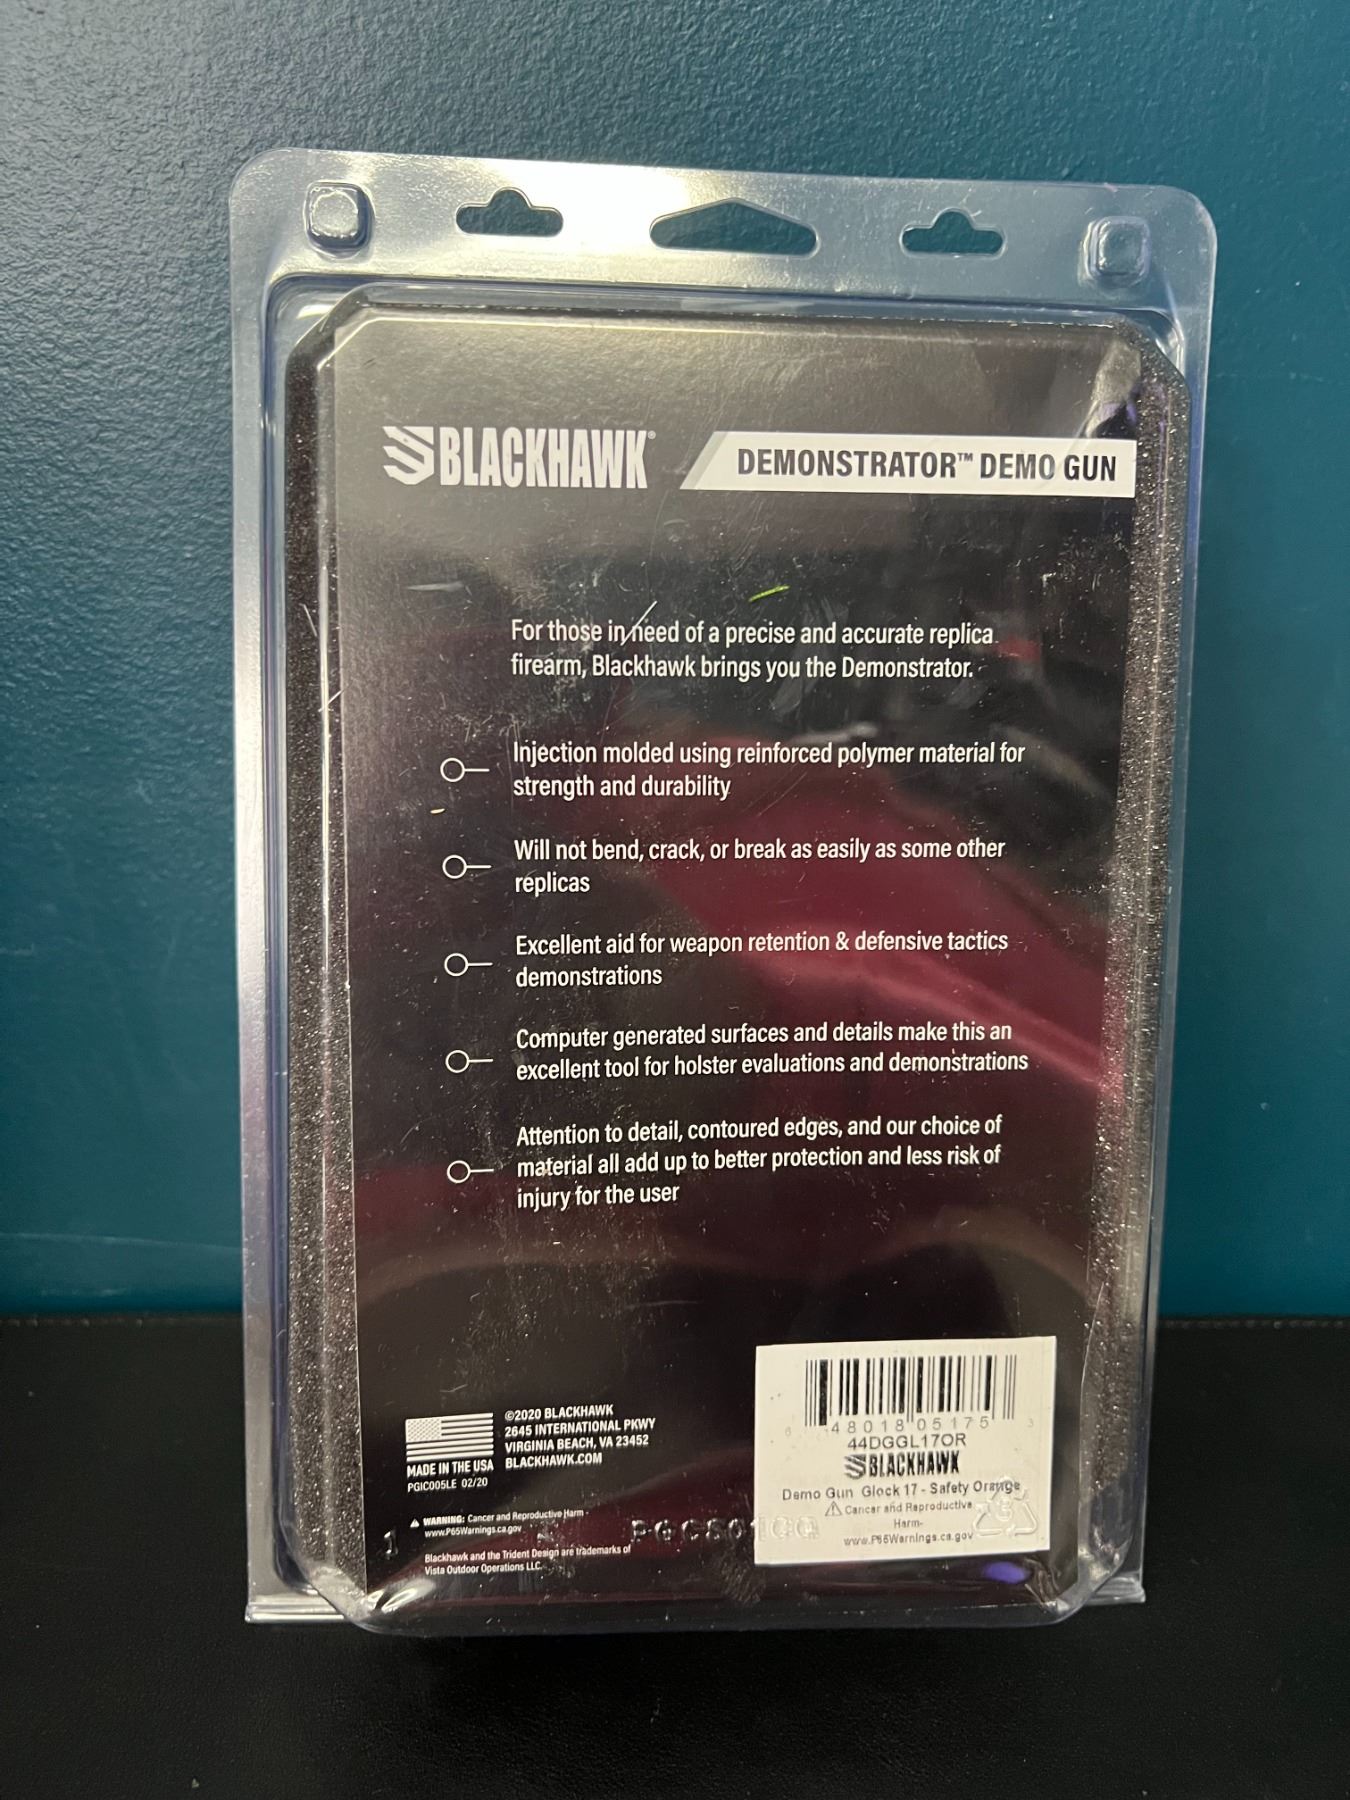 BLACKHAWK®
DEMONSTRATOR™ DEMO GUN
For those in need of a precise and accurate replica
firearm, Blackhawk brings you the Demonstrator.
Injection molded using reinforced polymer material for
strength and durability
Will not bend, crack, or break as easily as some other
replicas
Excellent aid for weapon retention & defensive tactics
demonstrations
Computer generated surfaces and details make this an
excellent tool for holster evaluations and demonstrations
Attention to detail, contoured edges, and our choice of
material all add up to better protection and less risk of
injury for the user
MADE IN THE USA
PGIC005LE 02/20
©2020 BLACKHAWK
2645 INTERNATIONAL PKWY
VIRGINIA BEACH, VA 23452
BLACKHAWK.COM
WARNING: Cancer and Reproductive Harm -
www.P65Warnings.ca.gov
Blackhawk and the Trident Design are trademarks of
Vista Outdoor Operations LLC.
1
6 48018 05175 3
44DGGL17OR
BLACKHAWK
Demo Gun Glock 17 - Safety Orange
Cancer and Reproductive
Harm-
www.P65Warnings.ca.gov